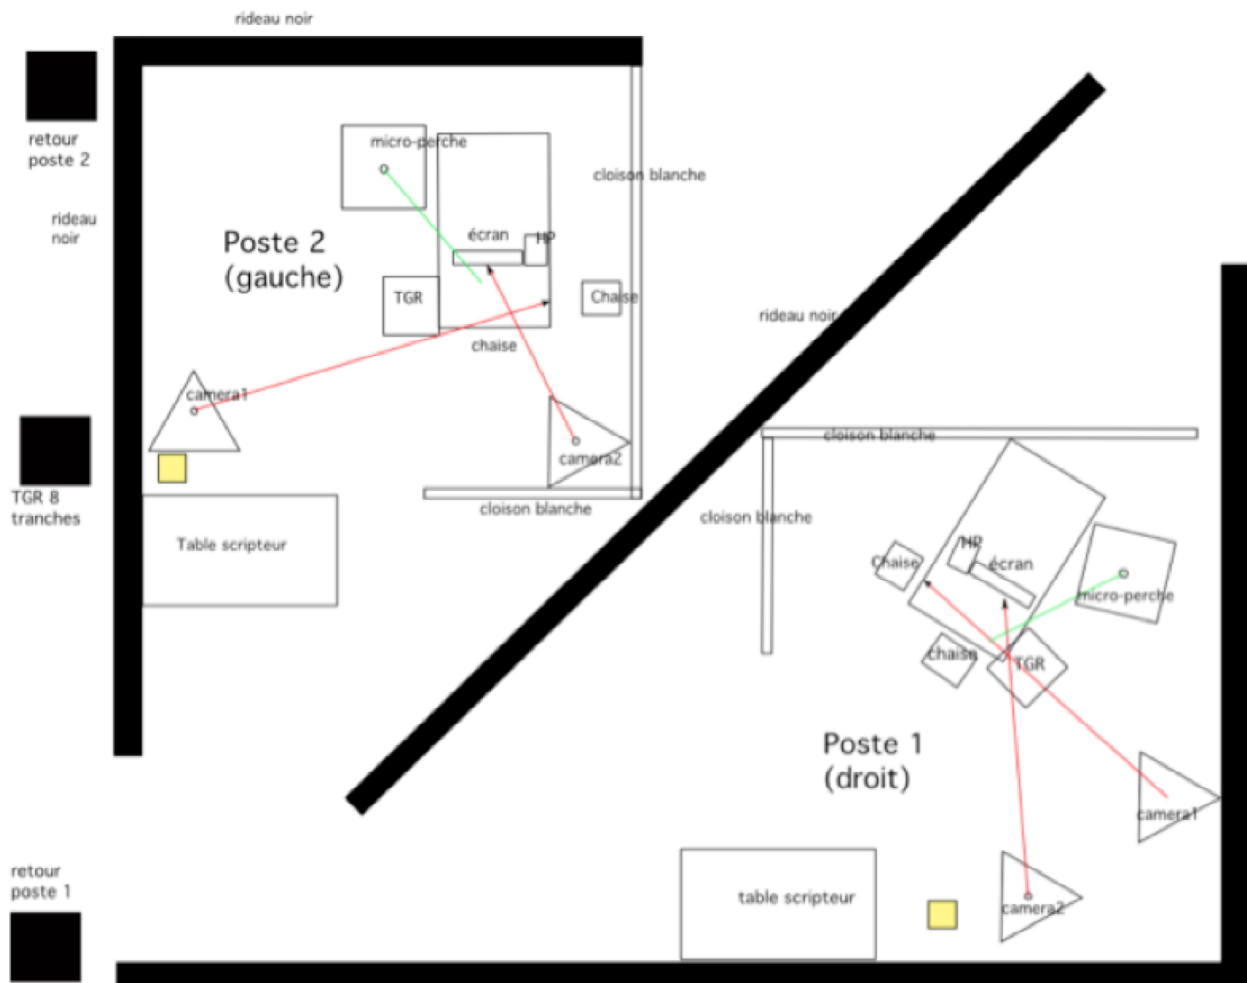 rideau noir
retour
poste 2
micro-perche
cloison blanche
rideau
noir
Poste 2
(gauche)
écran
HP
TGR
Chaise
chaise
rideau noir
camera1
camera2
cloison blanche
TGR 8
tranches
cloison blanche
cloison blanche
Table scripteur
HP
Chaise
écran
micro-perche
chaise
TGR
Poste 1
(droit)
camera1
retour
poste 1
table scripteur
camera2